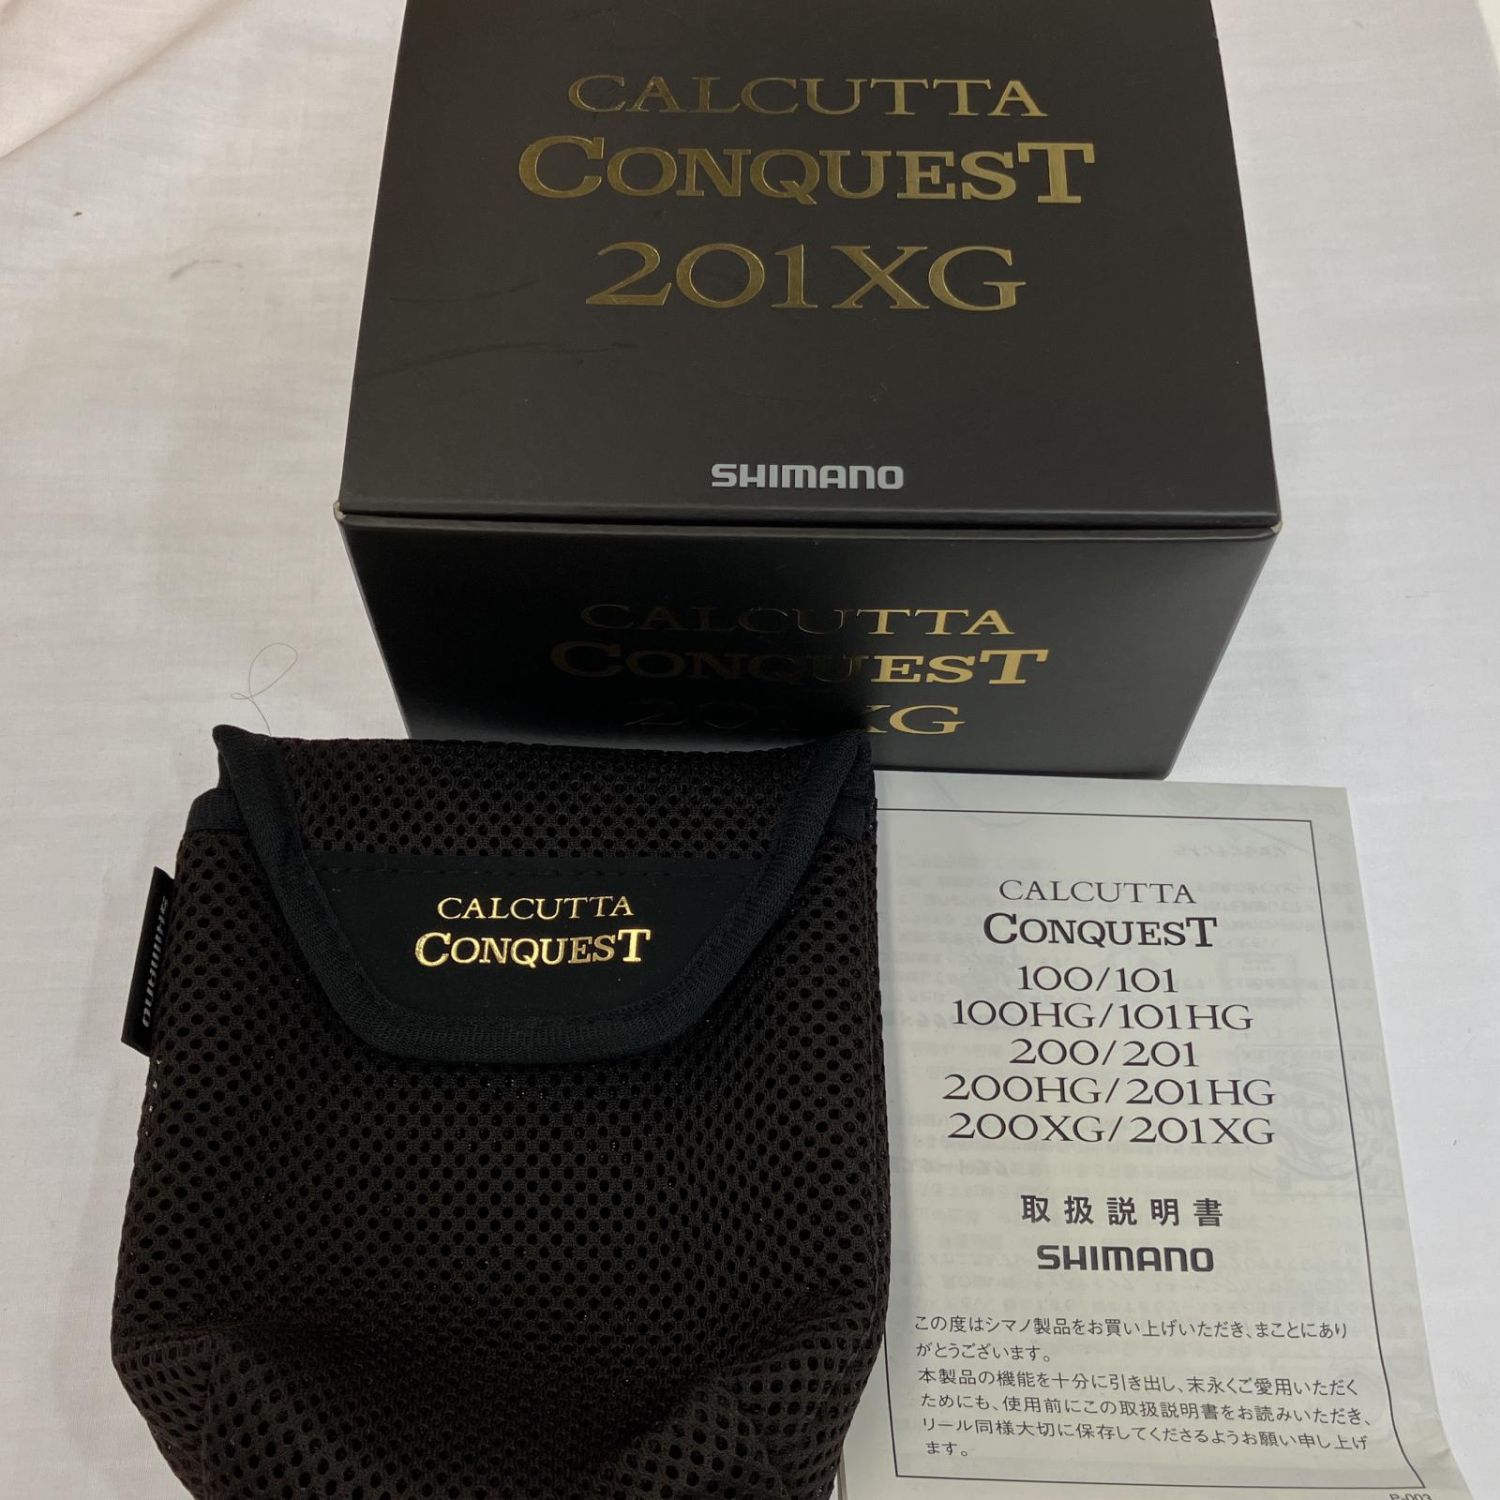 CALCUTTA
CONQUEST
201XG
SHIMANO
CALCUTTA
CONQUEST
201XG
CALCUTTA
CONQUEST
SHIMANO
CALCUTTA
CONQUEST
100/101
100HG/101HG
200/201
200HG/201HG
200XG/201XG
取扱説明書
SHIMANO
この度はシマノ製品をお買い上げいただき、まことにあり
がとうございます。
本製品の機能を十分に引き出し、末永くご愛用いただく
ためにも、使用前にこの取扱説明書をお読みいただき、
リール同様大切に保存してくださるようお願い申し上げ
ます。